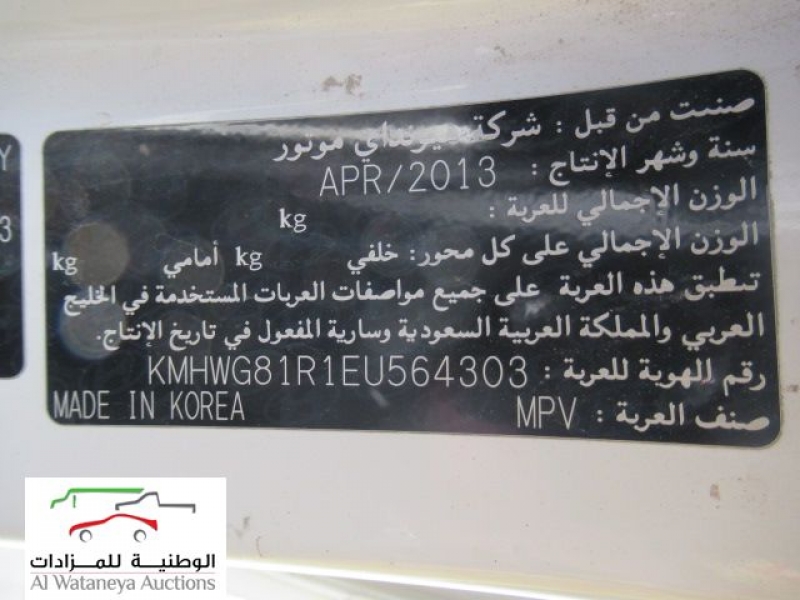 صنعت من قبل : شركة هيونداي موتور
سنة وشهر الإنتاج : APR/2013
الوزن الإجمالي للعربة : kg
الوزن الإجمالي على كل محور: خلفي kg أمامي kg
تنطبق هذه العربة على جميع مواصفات العربات المستخدمة في الخليج
العربي والمملكة العربية السعودية وسارية المفعول في تاريخ الإنتاج.
رقم الهوية للعربة : KMHWG81R1EU564303
صنف العربة : MPV MADE IN KOREA
Y
3
الوطنية للمزادات
Al Wataneya Auctions